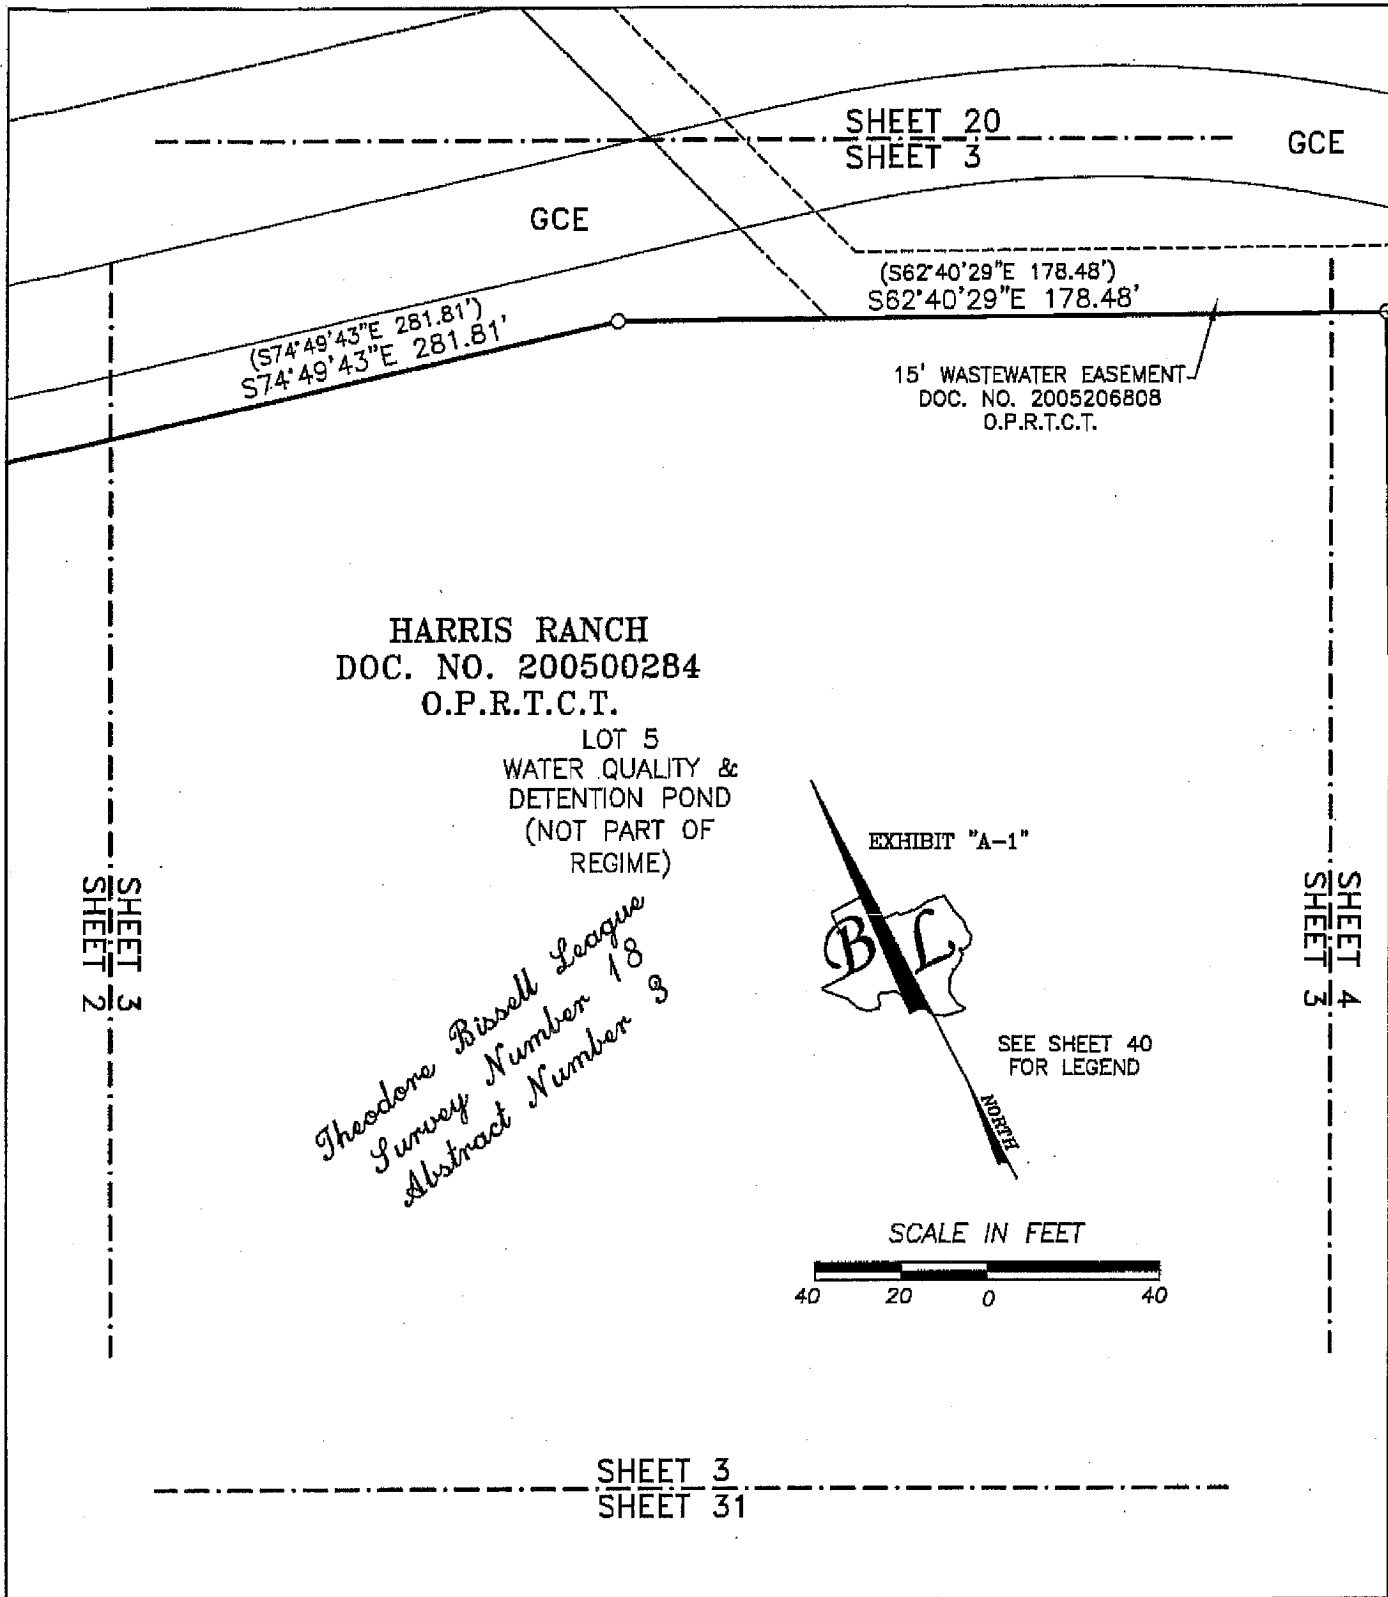 SHEET 20
SHEET 3
GCE
GCE
(S62°40'29"E 178.48')
S62°40'29"E 178.48'
(S74°49'43"E 281.81')
S74°49'43"E 281.81'
15' WASTEWATER EASEMENT
DOC. NO. 2005206808
O.P.R.T.C.T.
HARRIS RANCH
DOC. NO. 200500284
O.P.R.T.C.T.
LOT 5
WATER QUALITY &
DETENTION POND
(NOT PART OF
REGIME)
EXHIBIT "A-1"
B L
SHEET 3
SHEET 2
SHEET 4
SHEET 3
Theodore Bissell League
Survey Number 18
Abstract Number 3
SEE SHEET 40
FOR LEGEND
NORTH
SCALE IN FEET
40 20 0 40
SHEET 3
SHEET 31